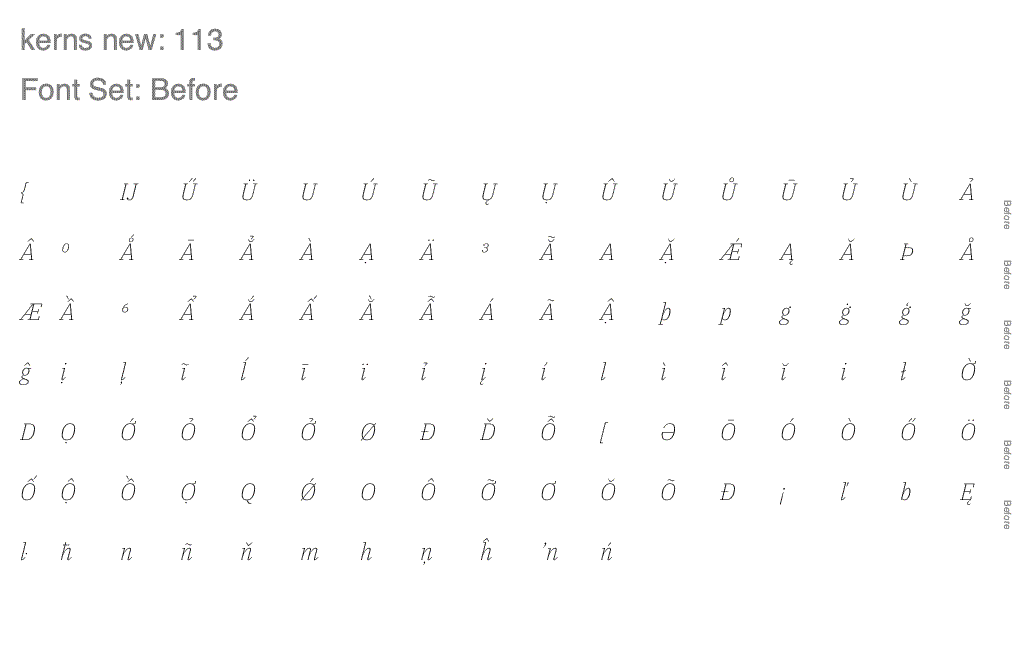 kerns new: 113
Font Set: Before
{ Ĳ Ű Ü U Ú Ũ Ų Ụ Û Ŭ Ů Ū Ủ Ù Ả
Before
Â ⁰ Ǻ Ā Ẳ À Ạ Ä ³ Ẵ A Ặ Ǽ Ą Ă Þ Å
Before
Æ Ầ ⁶ Ẩ Ắ Ấ Ằ Ẫ Á Ã Ậ þ p g ġ ģ ğ
Before
ĝ ị ļ ĩ ĺ ī ï ỉ į í l ì î ĭ i ł Ờ
Before
D Ọ Ớ Ỏ Ổ Ở Ø Đ Ď Ỗ [ Ə Ō Ó Ò Ő Ö
Before
Ố Ộ Ồ Ợ Q Ǿ O Ô Ỡ Ơ Ŏ Õ Ð ¡ ľ b Ę
Before
ŀ ħ n ñ ň m h ņ ĥ ŉ ń